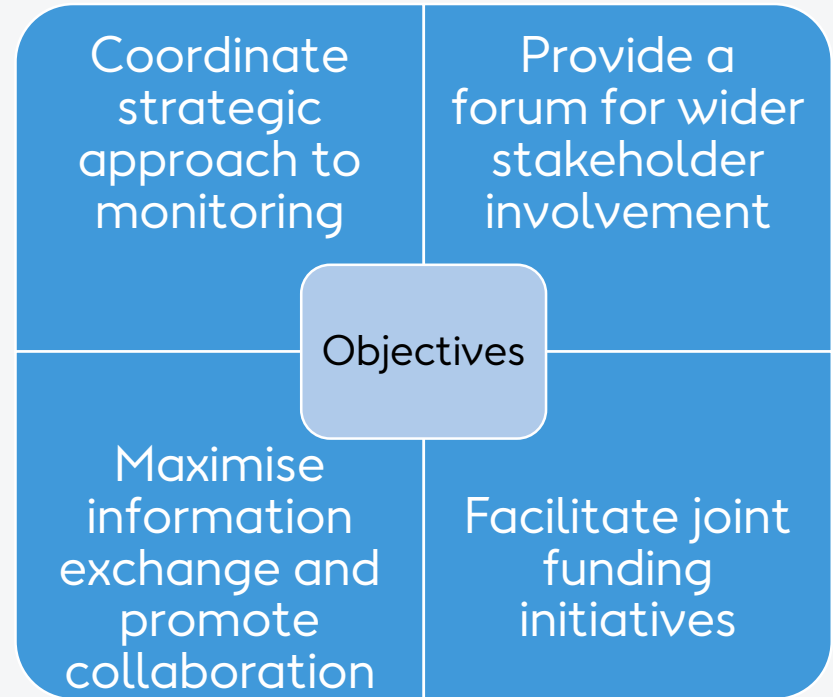 Coordinate
strategic
approach to
monitoring
Provide a
forum for wider
stakeholder
involvement
Objectives
Maximise
information
exchange and
promote
collaboration
Facilitate joint
funding
initiatives